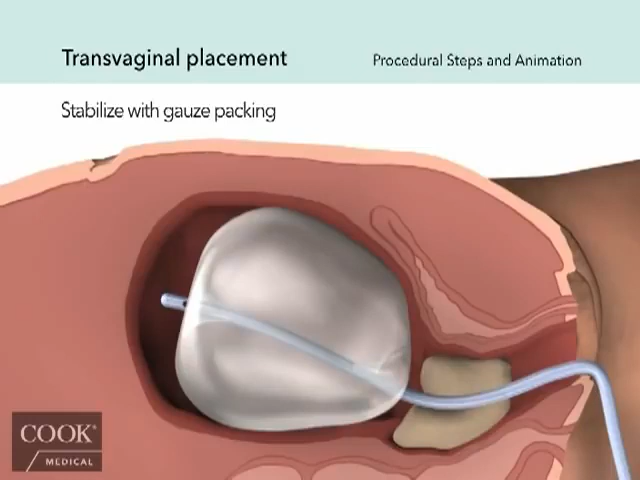 Transvaginal placement
Procedural Steps and Animation
Stabilize with gauze packing
COOK®
MEDICAL